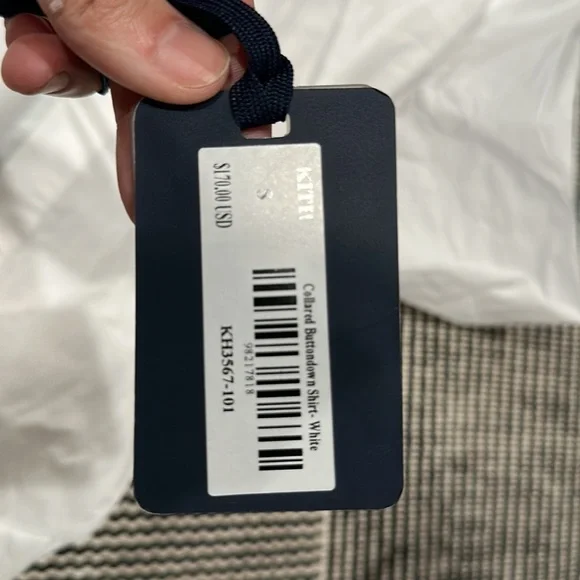 KITH
Collared Buttondown Shirt- White
S
98217818
$170.00 USD
KH3567-101